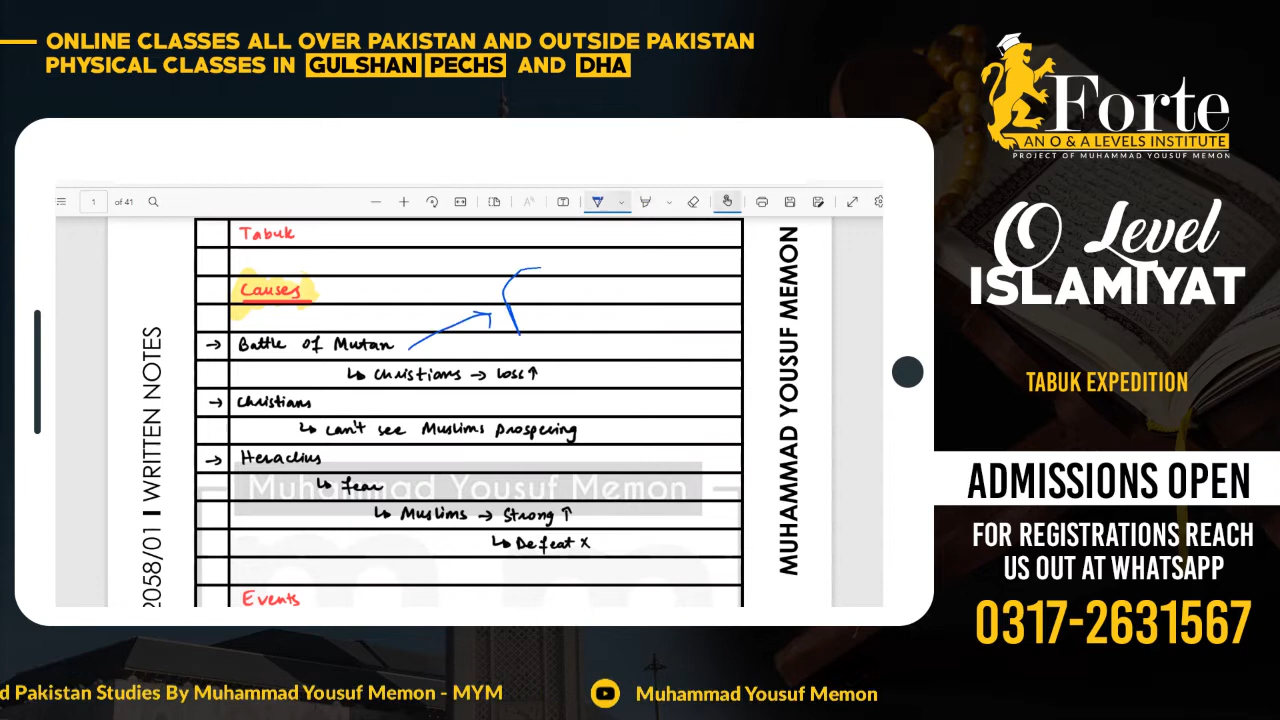 ONLINE CLASSES ALL OVER PAKISTAN AND OUTSIDE PAKISTAN
PHYSICAL CLASSES IN GULSHAN PECHS AND DHA
Forte
AN O & A LEVELS INSTITUTE
PROJECT OF MUHAMMAD YOUSUF MEMON
O Level
ISLAMIYAT
TABUK EXPEDITION
ADMISSIONS OPEN
FOR REGISTRATIONS REACH
US OUT AT WHATSAPP
0317-2631567
1 of 41
Tabuk
Causes
→ Battle of Mutah
↳ Christians → Loss ↑
→ Christians
↳ can't see Muslims prospering
→ Heraclius
↳ fear
↳ Muslims → Strong ↑
↳ Defeat x
Events
Muhammad Yousuf Memon
2058/01 I WRITTEN NOTES
MUHAMMAD YOUSUF MEMON
d Pakistan Studies By Muhammad Yousuf Memon - MYM
Muhammad Yousuf Memon